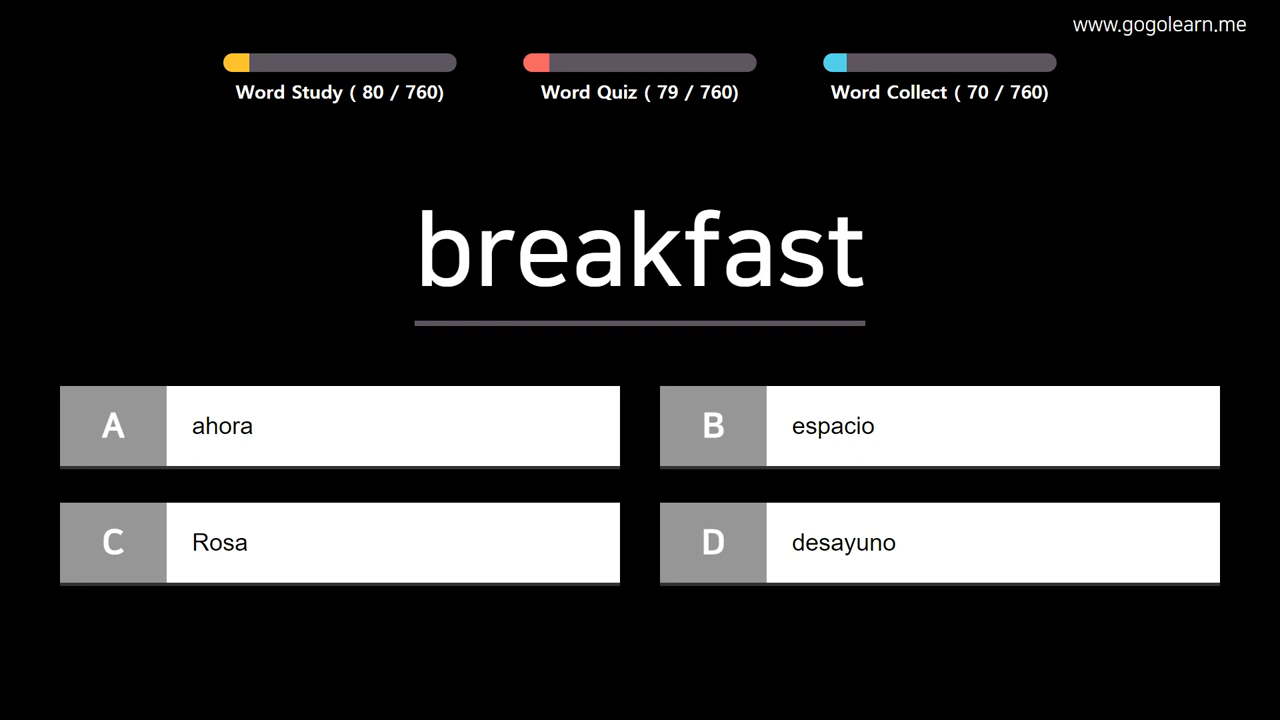 www.gogolearn.me
Word Study ( 80 / 760)
Word Quiz ( 79 / 760)
Word Collect ( 70 / 760)
breakfast
A ahora
B espacio
C Rosa
D desayuno